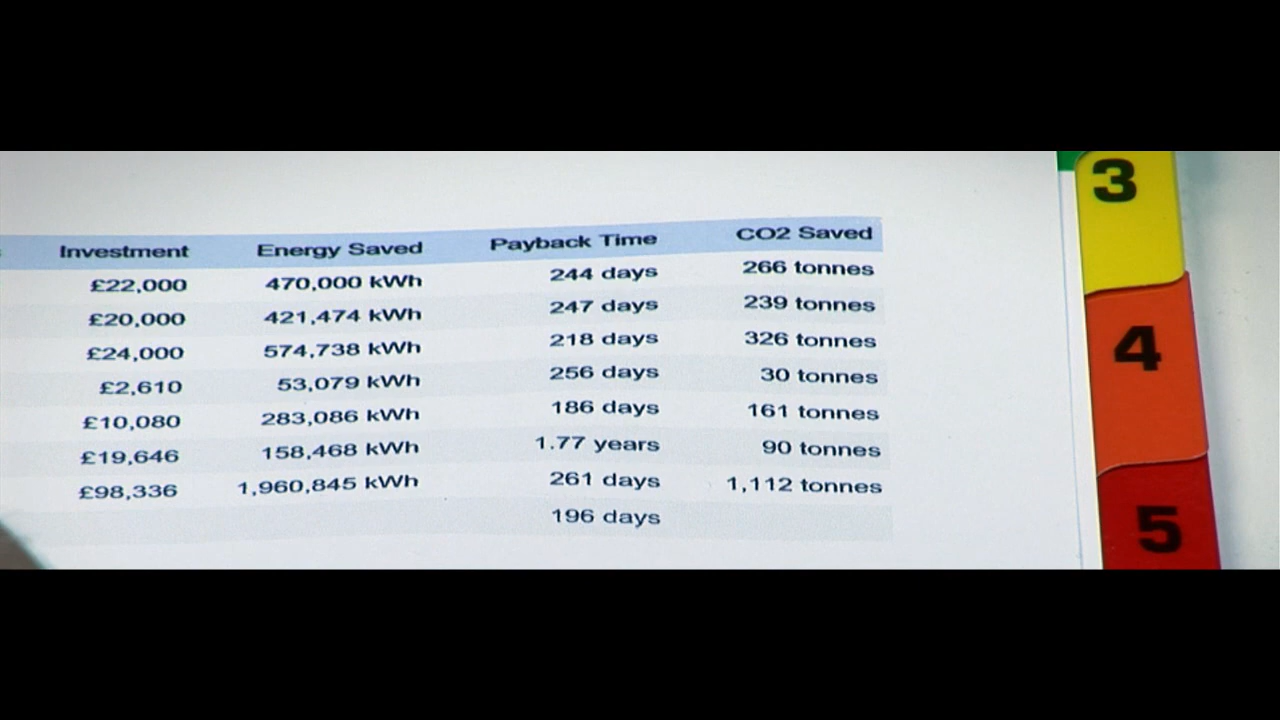 Investment Energy Saved Payback Time CO2 Saved
£22,000 470,000 kWh 244 days 266 tonnes
£20,000 421,474 kWh 247 days 239 tonnes
£24,000 574,738 kWh 218 days 326 tonnes
£2,610 53,079 kWh 256 days 30 tonnes
£10,080 283,086 kWh 186 days 161 tonnes
£19,646 158,468 kWh 1.77 years 90 tonnes
£98,336 1,960,845 kWh 261 days 1,112 tonnes
196 days
3
4
5